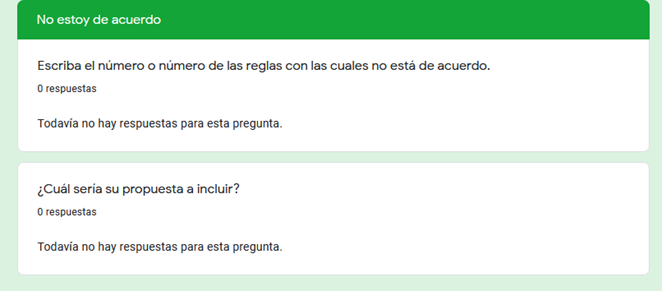 No estoy de acuerdo
Escriba el número o número de las reglas con las cuales no está de acuerdo.
0 respuestas
Todavía no hay respuestas para esta pregunta.
¿Cuál sería su propuesta a incluir?
0 respuestas
Todavía no hay respuestas para esta pregunta.